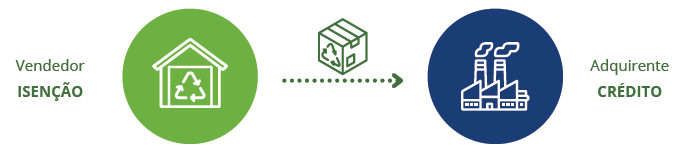 Vendedor
ISENÇÃO
Adquirente
CRÉDITO